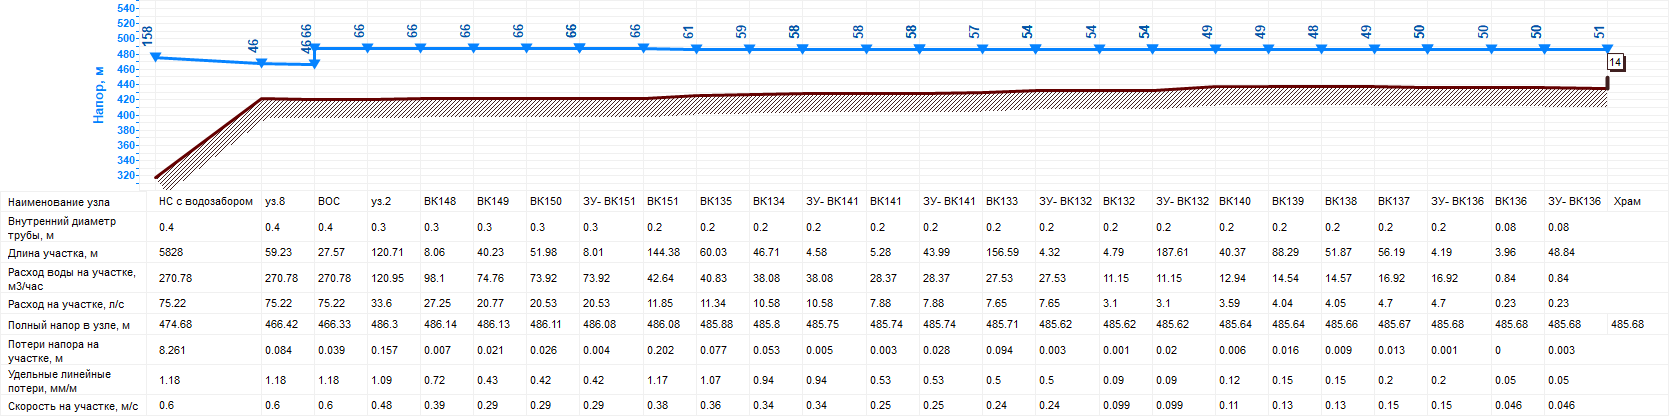 540
520
500
480
460
440
420
400
380
360
340
320
Напор, м
158
46
46
66
66
66
66
66
66
66
61
59
58
58
58
57
54
54
54
49
49
48
49
50
50
50
51
14
Наименование узла НС с водозабором уз.8 ВОС уз.2 ВК148 ВК149 ВК150 ЗУ- ВК151 ВК151 ВК135 ВК134 ЗУ- ВК141 ВК141 ЗУ- ВК141 ВК133 ЗУ- ВК132 ВК132 ЗУ- ВК132 ВК140 ВК139 ВК138 ВК137 ЗУ- ВК136 ВК136 ЗУ- ВК136 Храм
Внутренний диаметр
трубы, м 0.4 0.4 0.4 0.3 0.3 0.3 0.3 0.3 0.2 0.2 0.2 0.2 0.2 0.2 0.2 0.2 0.2 0.2 0.2 0.2 0.2 0.2 0.2 0.08 0.08
Длина участка, м 5828 59.23 27.57 120.71 8.06 40.23 51.98 8.01 144.38 60.03 46.71 4.58 5.28 43.99 156.59 4.32 4.79 187.61 40.37 88.29 51.87 56.19 4.19 3.96 48.84
Расход воды на участке,
м3/час 270.78 270.78 270.78 120.95 98.1 74.76 73.92 73.92 42.64 40.83 38.08 38.08 28.37 28.37 27.53 27.53 11.15 11.15 12.94 14.54 14.57 16.92 16.92 0.84 0.84
Расход на участке, л/с 75.22 75.22 75.22 33.6 27.25 20.77 20.53 20.53 11.85 11.34 10.58 10.58 7.88 7.88 7.65 7.65 3.1 3.1 3.59 4.04 4.05 4.7 4.7 0.23 0.23
Полный напор в узле, м 474.68 466.42 466.33 486.3 486.14 486.13 486.11 486.08 486.08 485.88 485.8 485.75 485.74 485.74 485.71 485.62 485.62 485.62 485.64 485.64 485.66 485.67 485.68 485.68 485.68 485.68
Потери напора на
участке, м 8.261 0.084 0.039 0.157 0.007 0.021 0.026 0.004 0.202 0.077 0.053 0.005 0.003 0.028 0.094 0.003 0.001 0.02 0.006 0.016 0.009 0.013 0.001 0 0.003
Удельные линейные
потери, мм/м 1.18 1.18 1.18 1.09 0.72 0.43 0.42 0.42 1.17 1.07 0.94 0.94 0.53 0.53 0.5 0.5 0.09 0.09 0.12 0.15 0.15 0.2 0.2 0.05 0.05
Скорость на участке, м/с 0.6 0.6 0.6 0.48 0.39 0.29 0.29 0.29 0.38 0.36 0.34 0.34 0.25 0.25 0.24 0.24 0.099 0.099 0.11 0.13 0.13 0.15 0.15 0.046 0.046